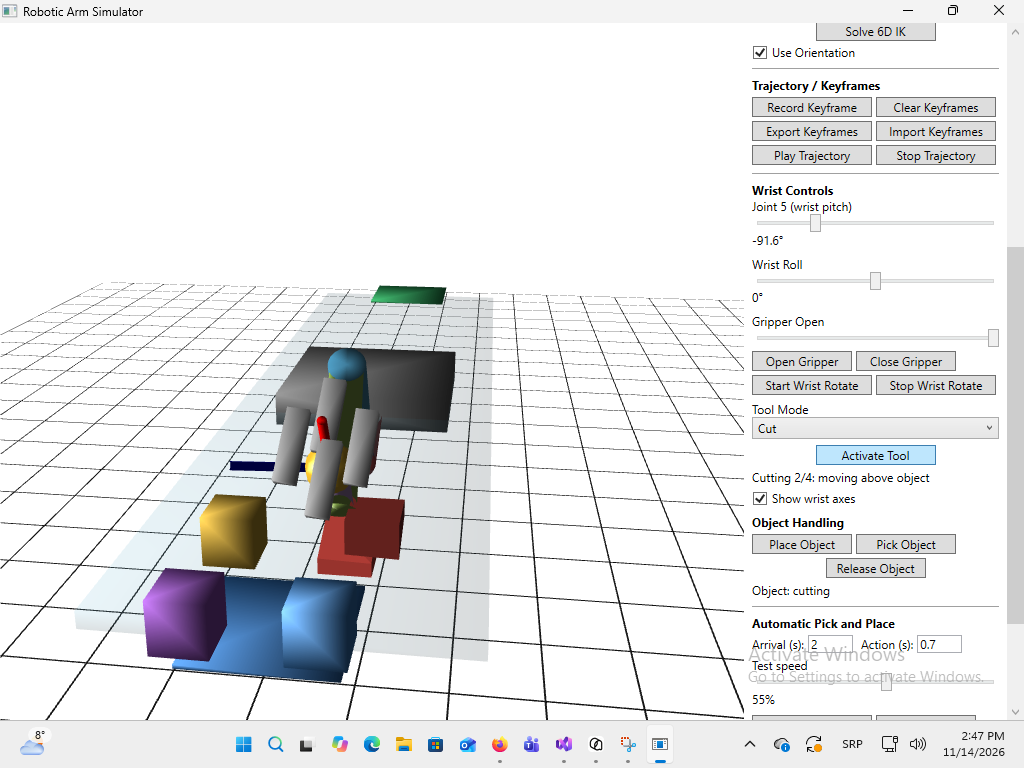 Robotic Arm Simulator
Solve 6D IK
Use Orientation
Trajectory / Keyframes
Record Keyframe Clear Keyframes
Export Keyframes Import Keyframes
Play Trajectory Stop Trajectory
Wrist Controls
Joint 5 (wrist pitch)
-91.6°
Wrist Roll
0°
Gripper Open
Open Gripper Close Gripper
Start Wrist Rotate Stop Wrist Rotate
Tool Mode
Cut
Activate Tool
Cutting 2/4: moving above object
Show wrist axes
Object Handling
Place Object Pick Object
Release Object
Object: cutting
Automatic Pick and Place
Arrival (s): 2 Action (s): 0.7
Activate Windows
Test speed
Go to Settings to activate Windows.
55%
8°
SRP
2:47 PM
11/14/2026